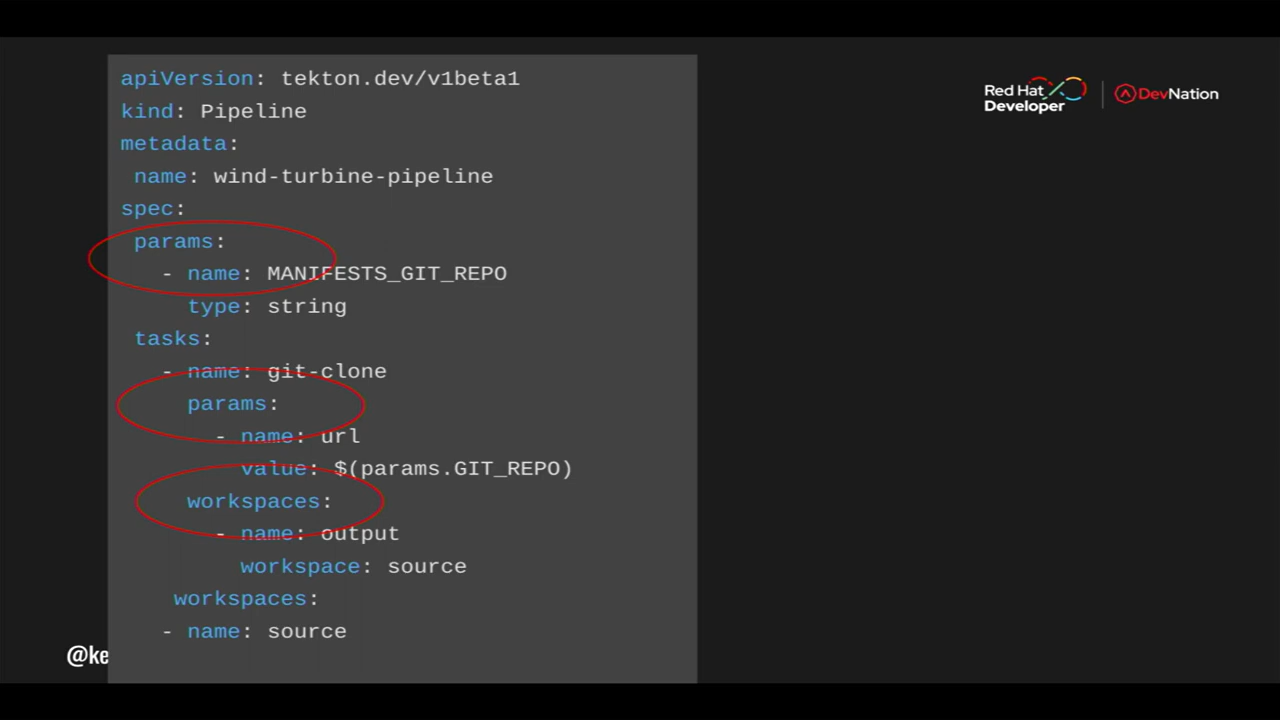 apiVersion: tekton.dev/v1beta1
kind: Pipeline
metadata:
 name: wind-turbine-pipeline
spec:
 params:
   - name: MANIFESTS_GIT_REPO
     type: string
 tasks:
   - name: git-clone
     params:
       - name: url
         value: $(params.GIT_REPO)
     workspaces:
       - name: output
         workspace: source
    workspaces:
   - name: source
Red Hat
Developer
DevNation
@ke